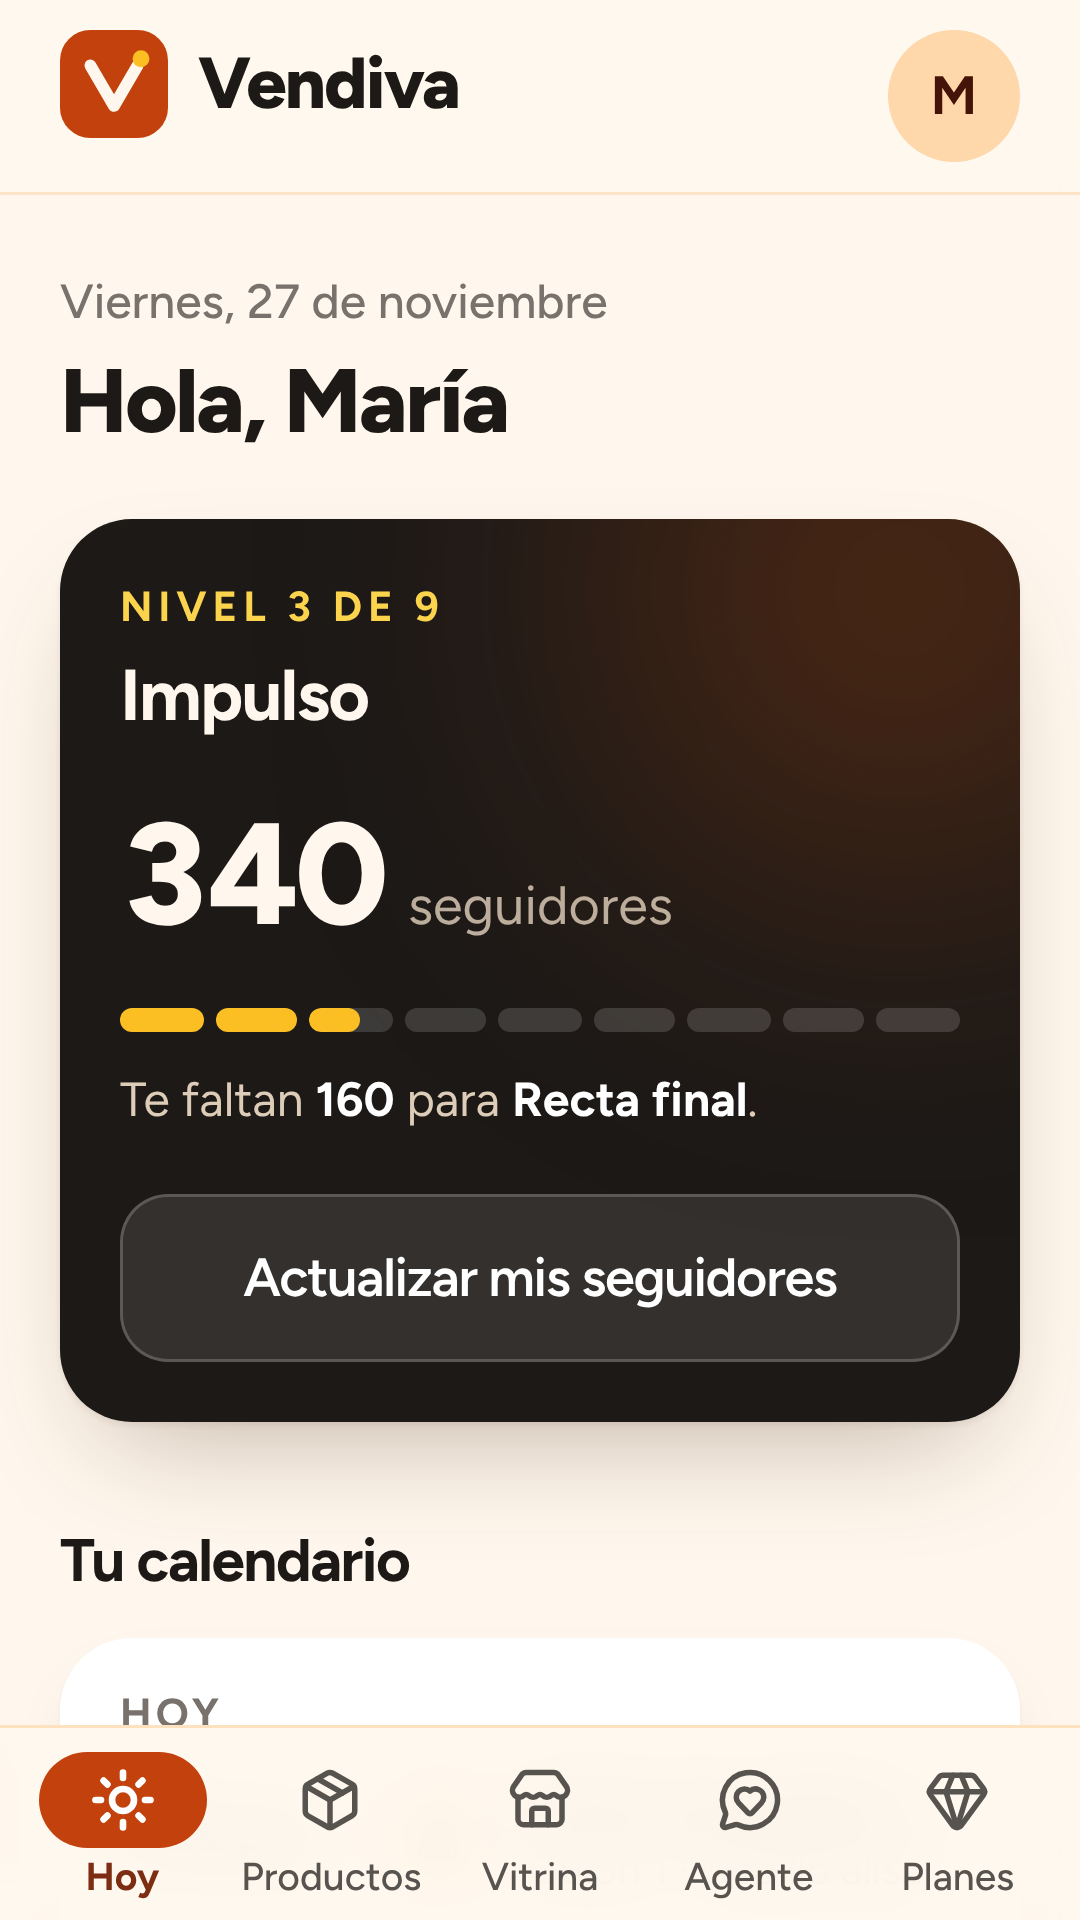 Vendiva
M
Viernes, 27 de noviembre
Hola, María
NIVEL 3 DE 9
Impulso
340 seguidores
Te faltan 160 para Recta final.
Actualizar mis seguidores
Tu calendario
HOY
Hoy
Productos
Vitrina
Agente
Planes